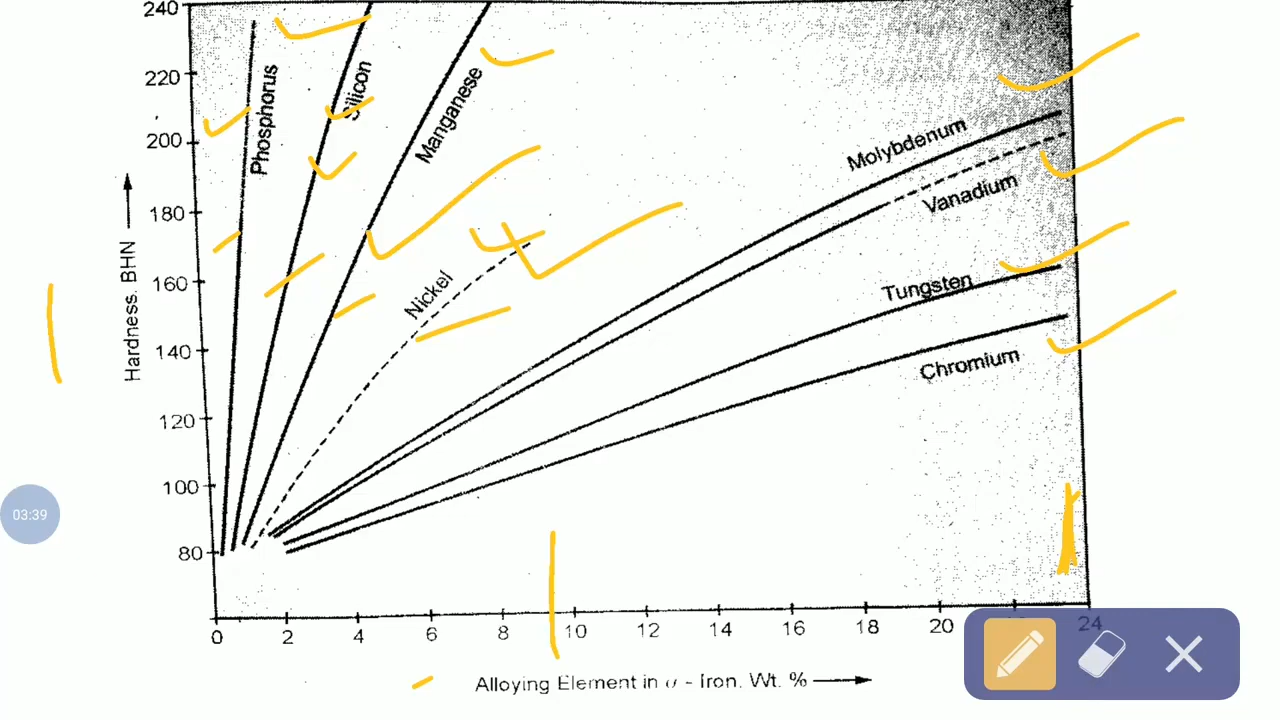 240
220
200
180
160
140
120
100
80
Hardness. BHN
Phosphorus
Silicon
Manganese
Nickel
Molybdenum
Vanadium
Tungsten
Chromium
0 2 4 6 8 10 12 14 16 18 20 24
Alloying Element in α - Iron. Wt. %
03:39